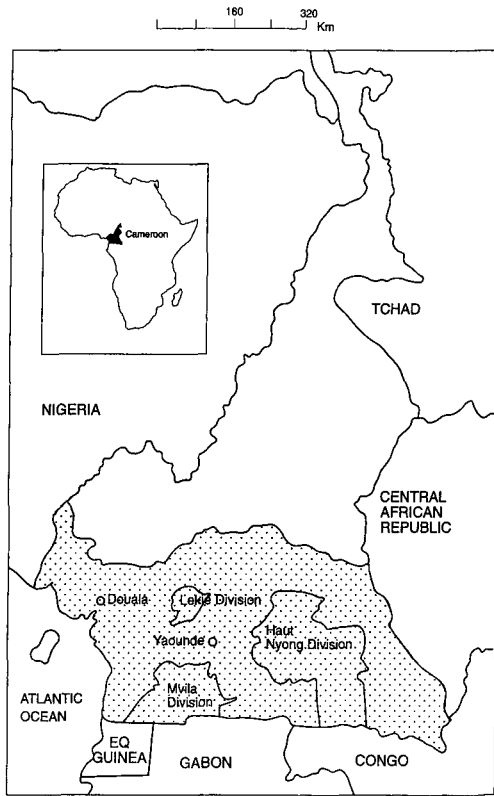 160
320
Km
Cameroon
TCHAD
NIGERIA
CENTRAL
AFRICAN
REPUBLIC
Douala
Lekie Division
Haut
Nyong Division
Yaounde
Mvila
Division
ATLANTIC
OCEAN
EQ
GUINEA
GABON
CONGO